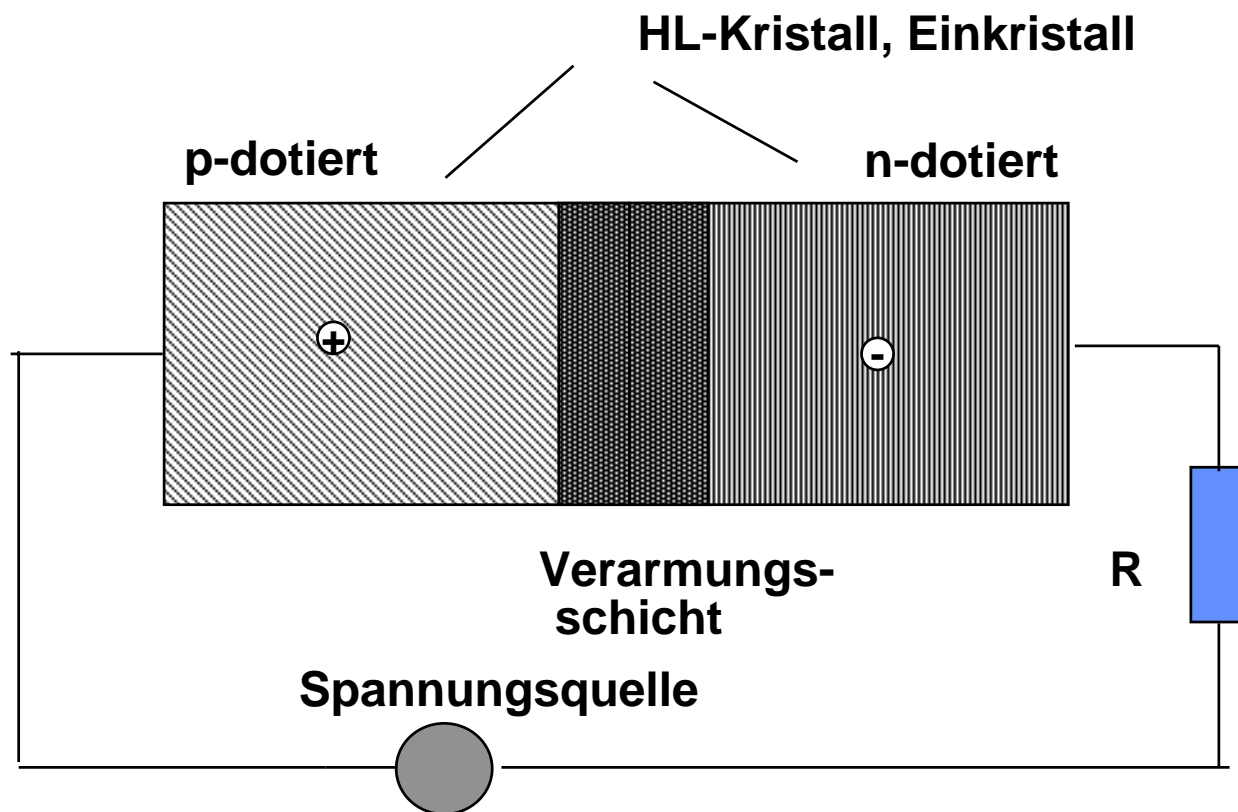 HL-Kristall, Einkristall
p-dotiert
n-dotiert
+
-
Verarmungs-
schicht
R
Spannungsquelle